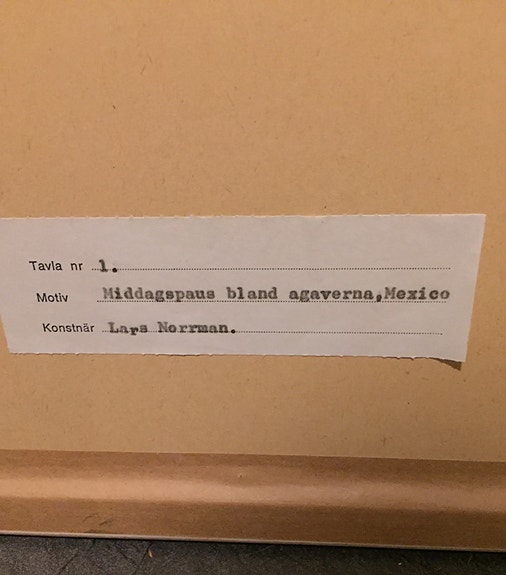 Tavla nr 1.
Motiv Middagspaus bland agaverna,Mexico
Konstnär Lars Norrman.